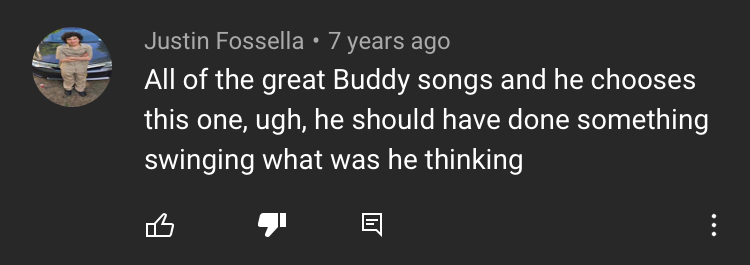 Justin Fossella • 7 years ago
All of the great Buddy songs and he chooses
this one, ugh, he should have done something
swinging what was he thinking